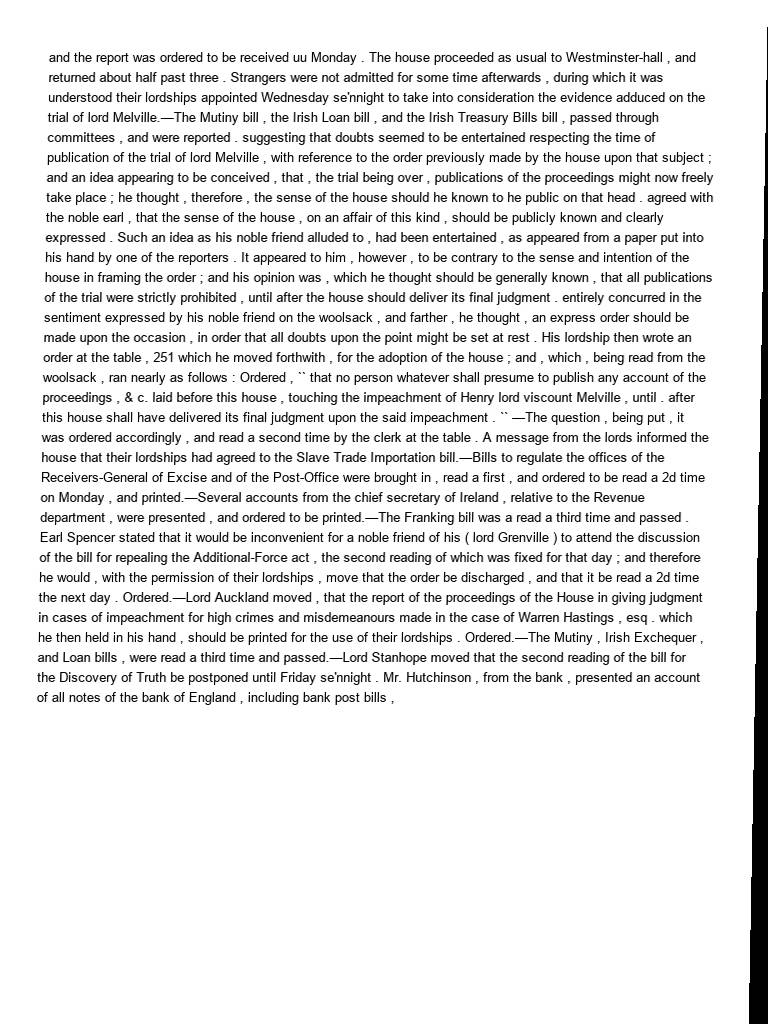 and the report was ordered to be received uu Monday . The house proceeded as usual to Westminster-hall , and
returned about half past three . Strangers were not admitted for some time afterwards , during which it was
understood their lordships appointed Wednesday se'nnight to take into consideration the evidence adduced on the
trial of lord Melville.—The Mutiny bill , the Irish Loan bill , and the Irish Treasury Bills bill , passed through
committees , and were reported . suggesting that doubts seemed to be entertained respecting the time of
publication of the trial of lord Melville , with reference to the order previously made by the house upon that subject ;
and an idea appearing to be conceived , that , the trial being over , publications of the proceedings might now freely
take place ; he thought , therefore , the sense of the house should he known to he public on that head . agreed with
the noble earl , that the sense of the house , on an affair of this kind , should be publicly known and clearly
expressed . Such an idea as his noble friend alluded to , had been entertained , as appeared from a paper put into
his hand by one of the reporters . It appeared to him , however , to be contrary to the sense and intention of the
house in framing the order ; and his opinion was , which he thought should be generally known , that all publications
of the trial were strictly prohibited , until after the house should deliver its final judgment . entirely concurred in the
sentiment expressed by his noble friend on the woolsack , and farther , he thought , an express order should be
made upon the occasion , in order that all doubts upon the point might be set at rest . His lordship then wrote an
order at the table , 251 which he moved forthwith , for the adoption of the house ; and , which , being read from the
woolsack , ran nearly as follows : Ordered , `` that no person whatever shall presume to publish any account of the
proceedings , & c. laid before this house , touching the impeachment of Henry lord viscount Melville , until . after
this house shall have delivered its final judgment upon the said impeachment . `` —The question , being put , it
was ordered accordingly , and read a second time by the clerk at the table . A message from the lords informed the
house that their lordships had agreed to the Slave Trade Importation bill.—Bills to regulate the offices of the
Receivers-General of Excise and of the Post-Office were brought in , read a first , and ordered to be read a 2d time
on Monday , and printed.—Several accounts from the chief secretary of Ireland , relative to the Revenue
department , were presented , and ordered to be printed.—The Franking bill was a read a third time and passed .
Earl Spencer stated that it would be inconvenient for a noble friend of his ( lord Grenville ) to attend the discussion
of the bill for repealing the Additional-Force act , the second reading of which was fixed for that day ; and therefore
he would , with the permission of their lordships , move that the order be discharged , and that it be read a 2d time
the next day . Ordered.—Lord Auckland moved , that the report of the proceedings of the House in giving judgment
in cases of impeachment for high crimes and misdemeanours made in the case of Warren Hastings , esq . which
he then held in his hand , should be printed for the use of their lordships . Ordered.—The Mutiny , Irish Exchequer ,
and Loan bills , were read a third time and passed.—Lord Stanhope moved that the second reading of the bill for
the Discovery of Truth be postponed until Friday se'nnight . Mr. Hutchinson , from the bank , presented an account
of all notes of the bank of England , including bank post bills ,